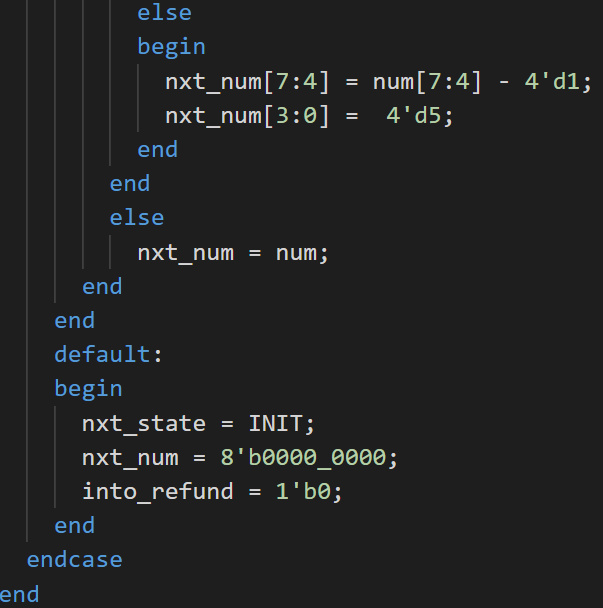 else
begin
nxt_num[7:4] = num[7:4] - 4'd1;
nxt_num[3:0] =  4'd5;
end
end
else
nxt_num = num;
end
end
default:
begin
nxt_state = INIT;
nxt_num = 8'b0000_0000;
into_refund = 1'b0;
end
endcase
end